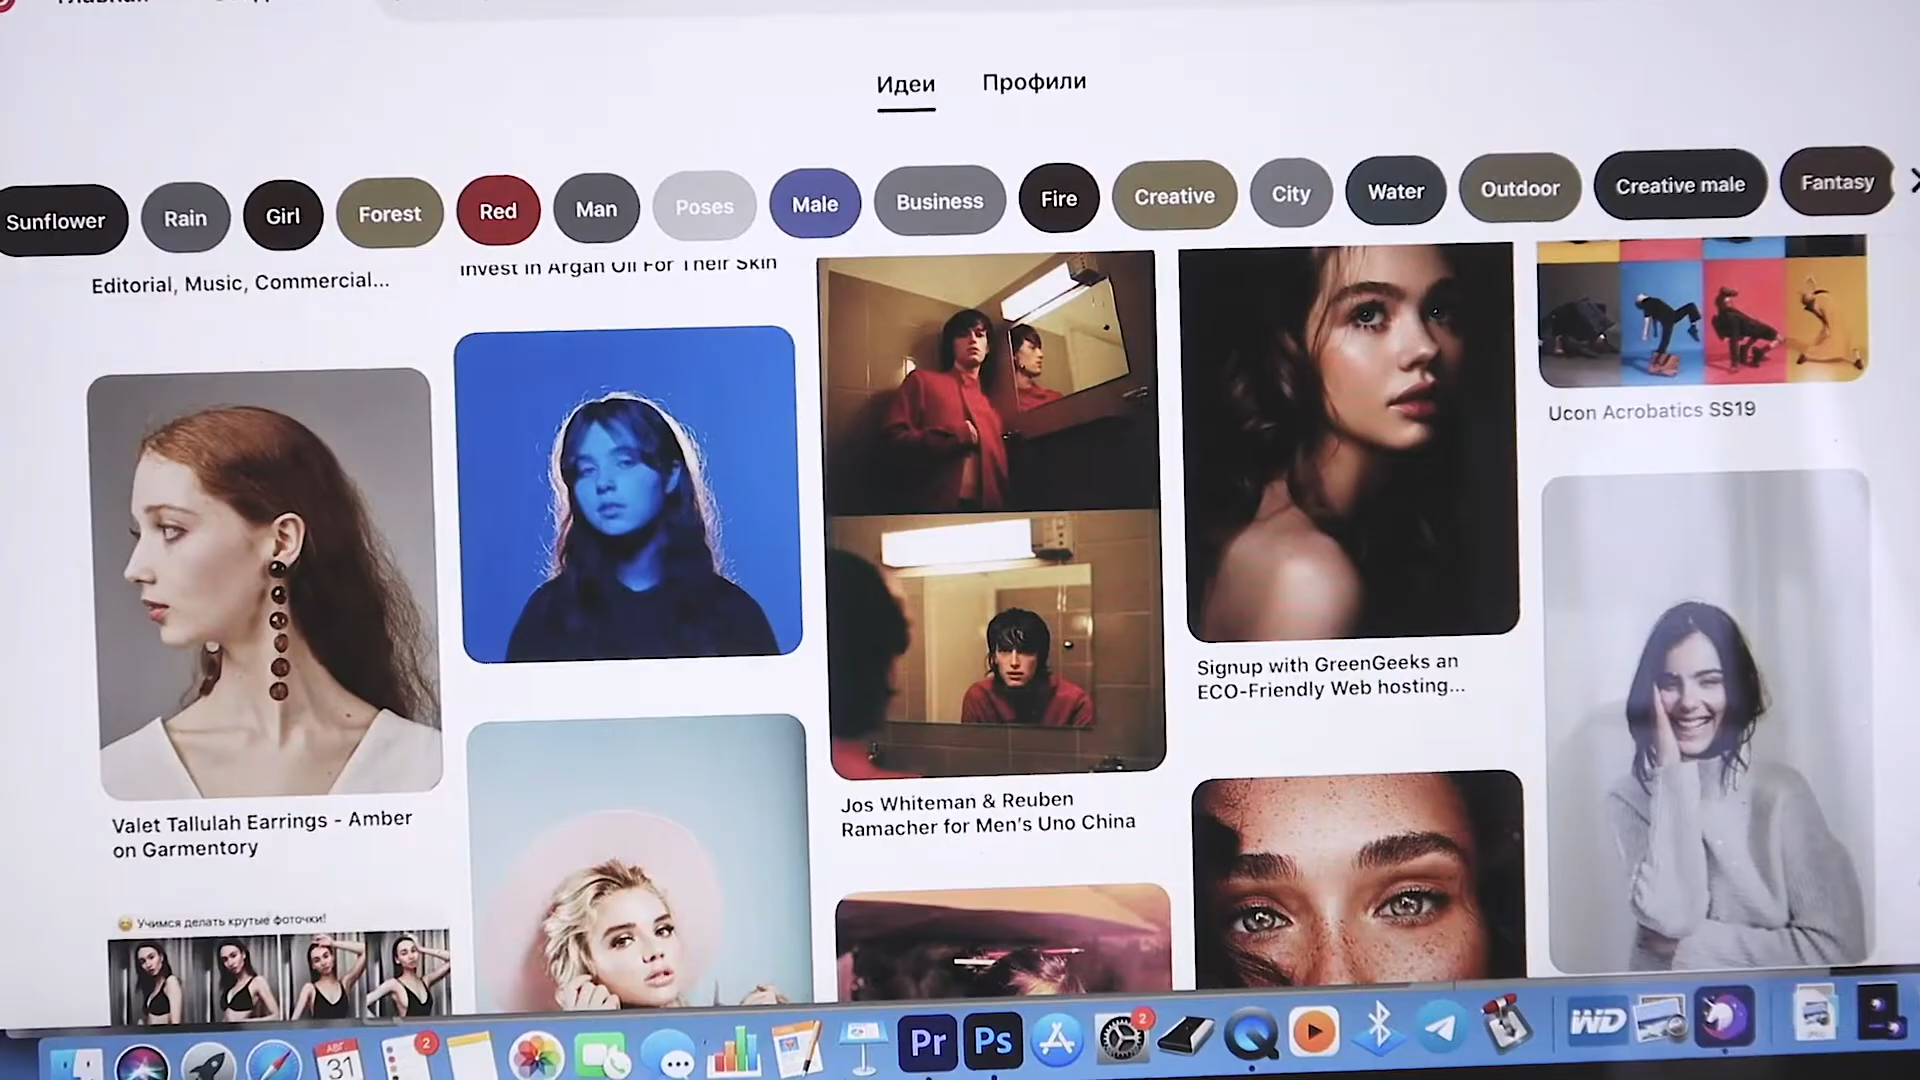 Идеи Профили
Sunflower Rain Girl Forest Red Man Poses Male Business Fire Creative City Water Outdoor Creative male Fantasy
Editorial, Music, Commercial...
Invest in Argan Oil For Their Skin
Ucon Acrobatics SS19
Signup with GreenGeeks an
ECO-Friendly Web hosting...
Jos Whiteman & Reuben
Ramacher for Men's Uno China
Valet Tallulah Earrings - Amber
on Garmentory
Учимся делать крутые фоточки!
АВГ
31
2
Pr
Ps
2
WD